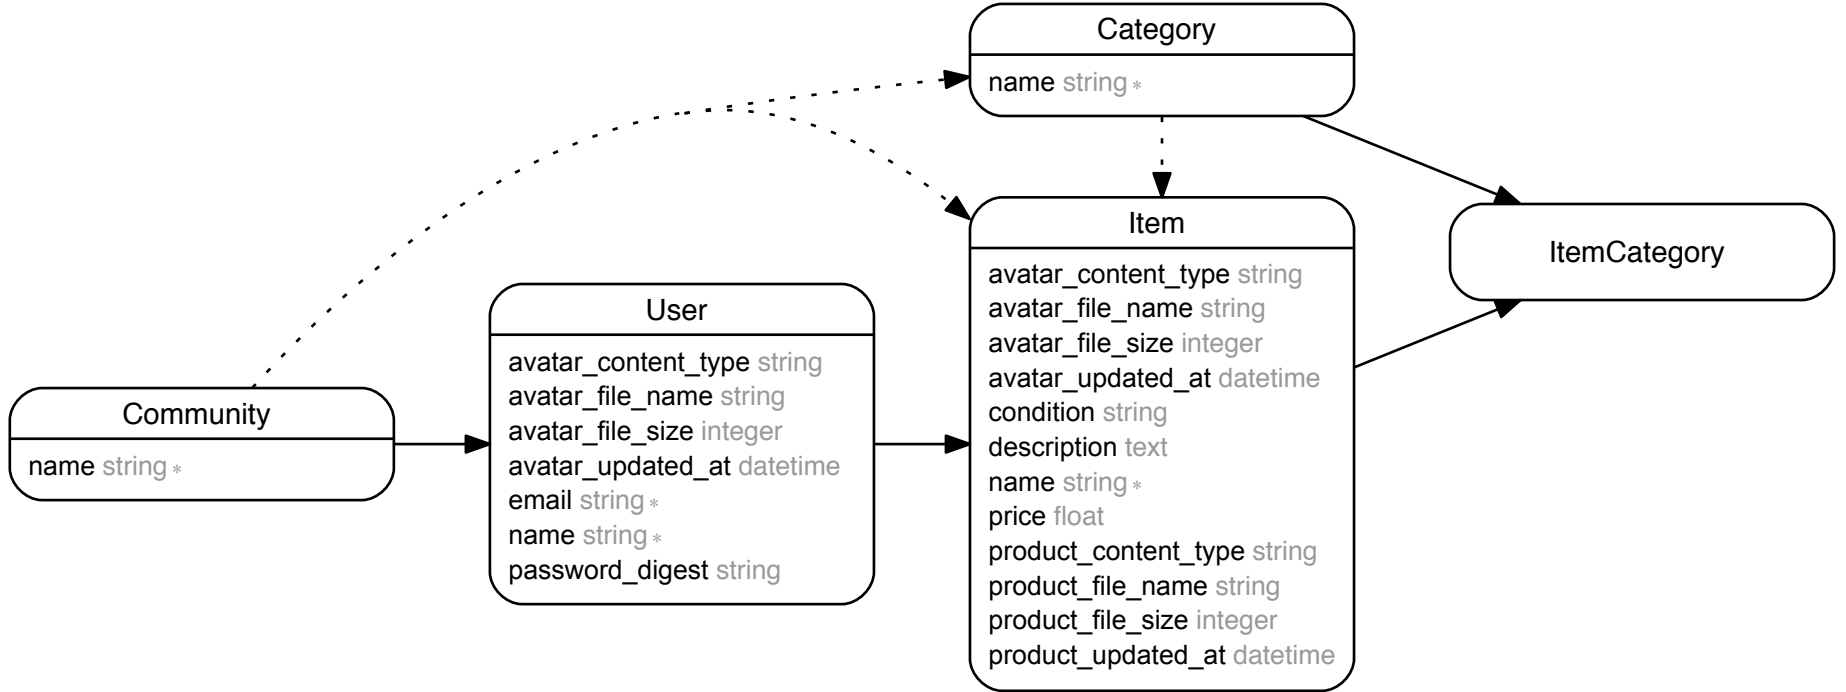 Category
name string*
Item
avatar_content_type string
avatar_file_name string
avatar_file_size integer
avatar_updated_at datetime
condition string
description text
name string*
price float
product_content_type string
product_file_name string
product_file_size integer
product_updated_at datetime
ItemCategory
User
avatar_content_type string
avatar_file_name string
avatar_file_size integer
avatar_updated_at datetime
email string*
name string*
password_digest string
Community
name string*